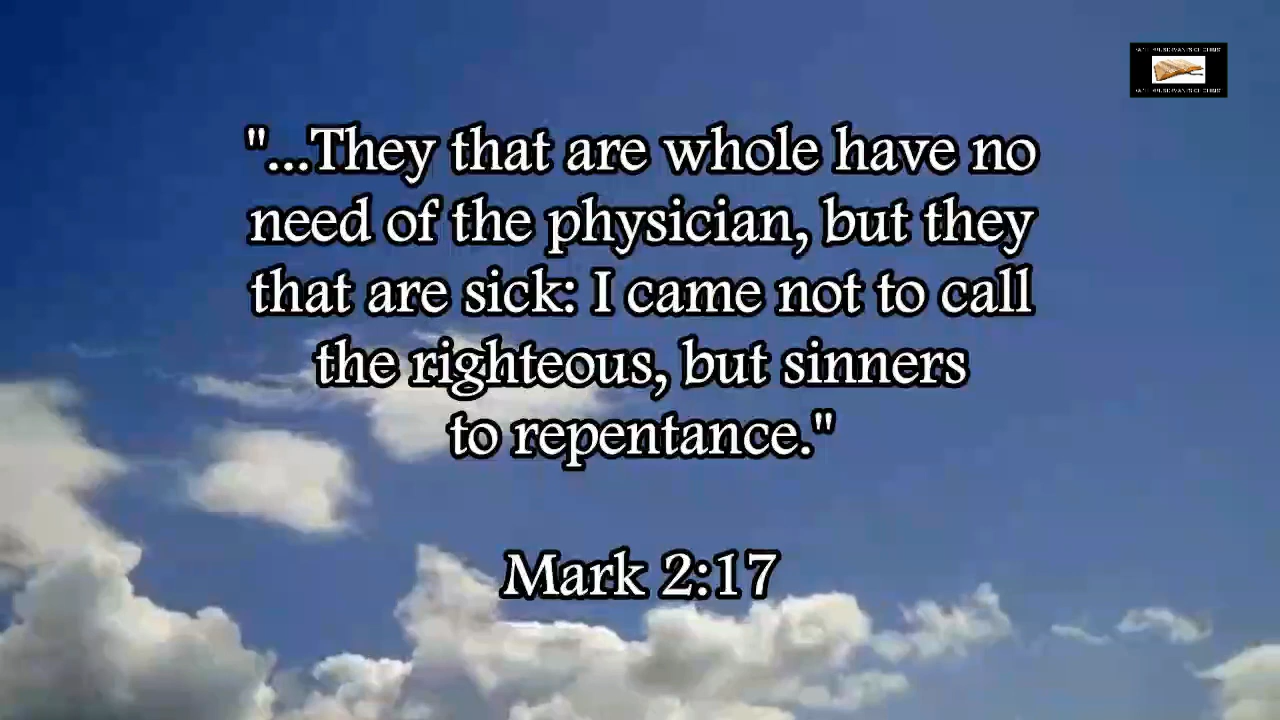 "...They that are whole have no
need of the physician, but they
that are sick: I came not to call
the righteous, but sinners
to repentance."
Mark 2:17